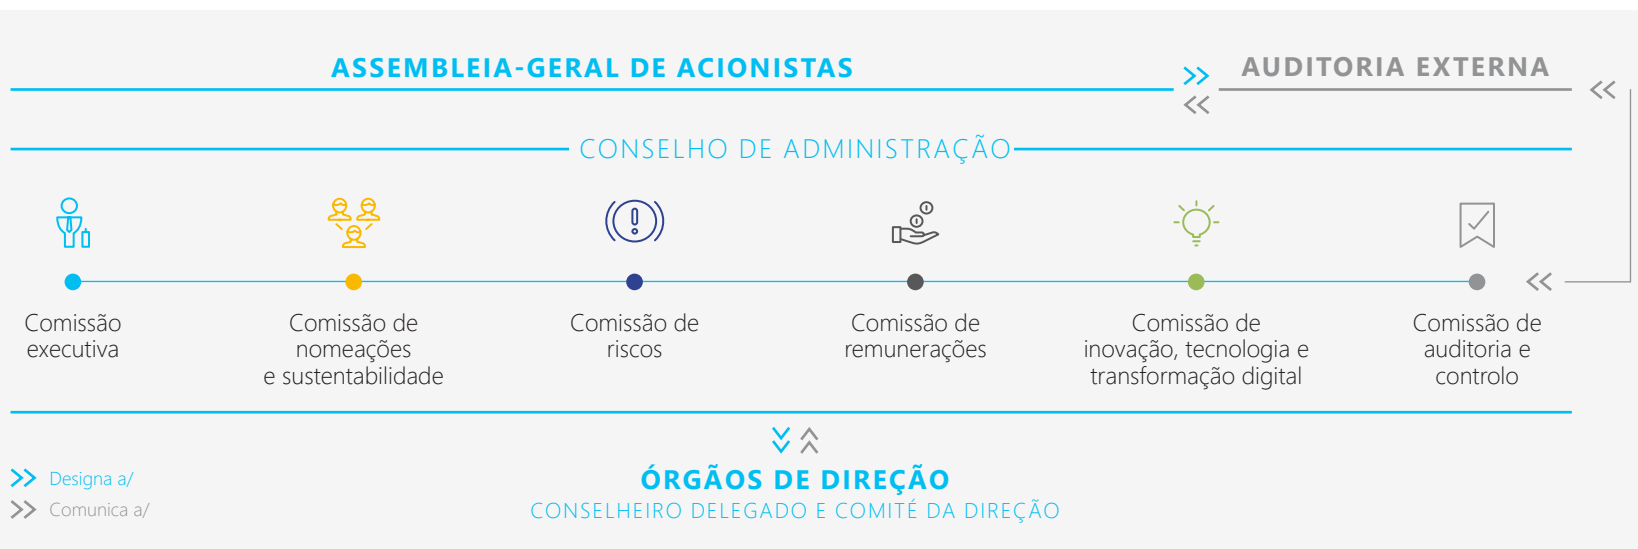 ASSEMBLEIA-GERAL DE ACIONISTAS
AUDITORIA EXTERNA
CONSELHO DE ADMINISTRAÇÃO
Comissão
executiva
Comissão de
nomeações
e sustentabilidade
Comissão de
riscos
Comissão de
remunerações
Comissão de
inovação, tecnologia e
transformação digital
Comissão de
auditoria e
controlo
Designa a/
Comunica a/
ÓRGÃOS DE DIREÇÃO
CONSELHEIRO DELEGADO E COMITÉ DA DIREÇÃO